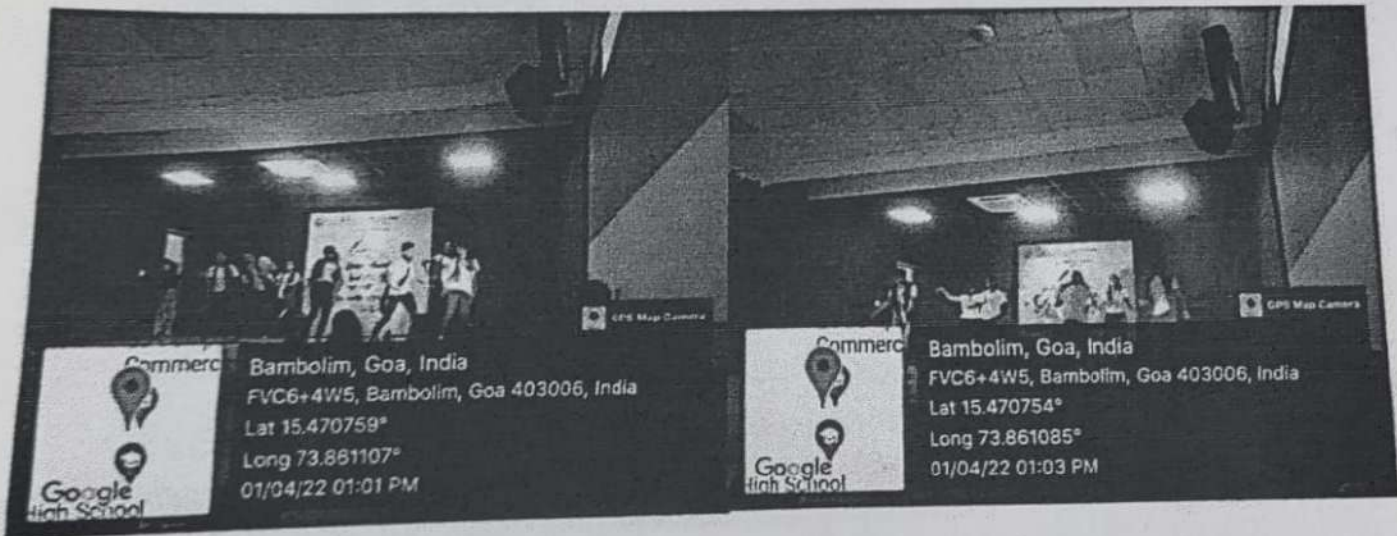 GPS Map Camera
Commerc
Google
High School
Bambolim, Goa, India
FVC6+4W5, Bambolim, Goa 403006, India
Lat 15.470759°
Long 73.861107°
01/04/22 01:01 PM
GPS Map Camera
Commerc
Google
High School
Bambolim, Goa, India
FVC6+4W5, Bambolim, Goa 403006, India
Lat 15.470754°
Long 73.861085°
01/04/22 01:03 PM